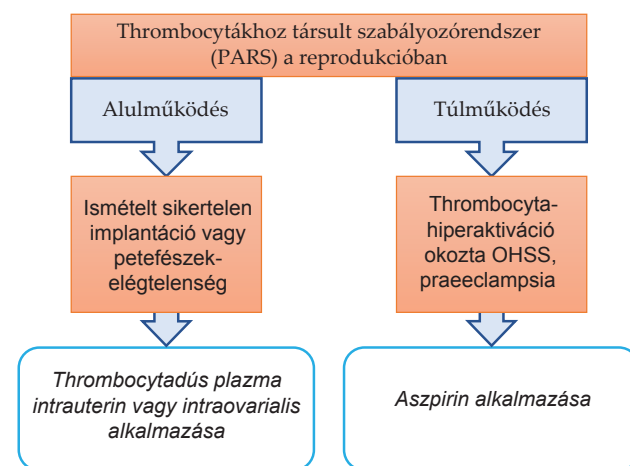 Thrombocytákhoz társult szabályozórendszer
(PARS) a reprodukcióban
Alulműködés
Túlműködés
Ismételt sikertelen
implantáció vagy
petefészek-
elégtelenség
Thrombocyta-
hiperaktiváció
okozta OHSS,
praeeclampsia
Thrombocytadús plazma
intrauterin vagy intraovarialis
alkalmazása
Aszpirin alkalmazása